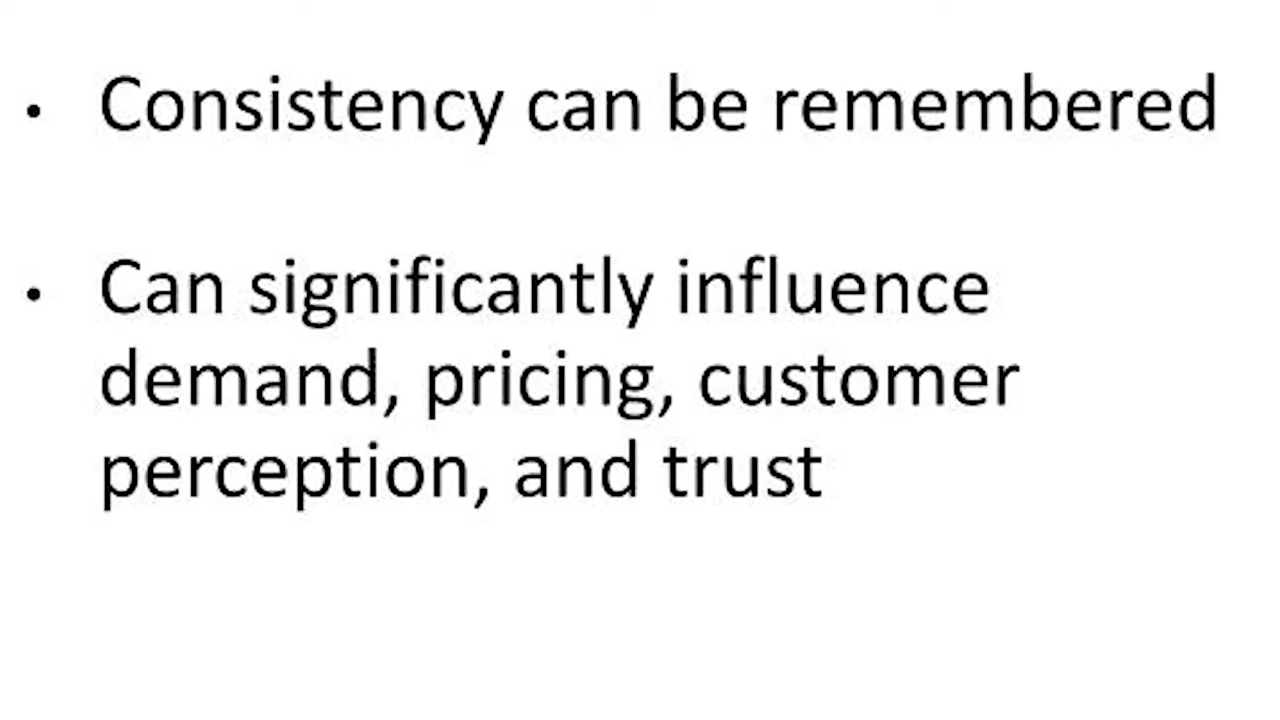 • Consistency can be remembered
• Can significantly influence
demand, pricing, customer
perception, and trust